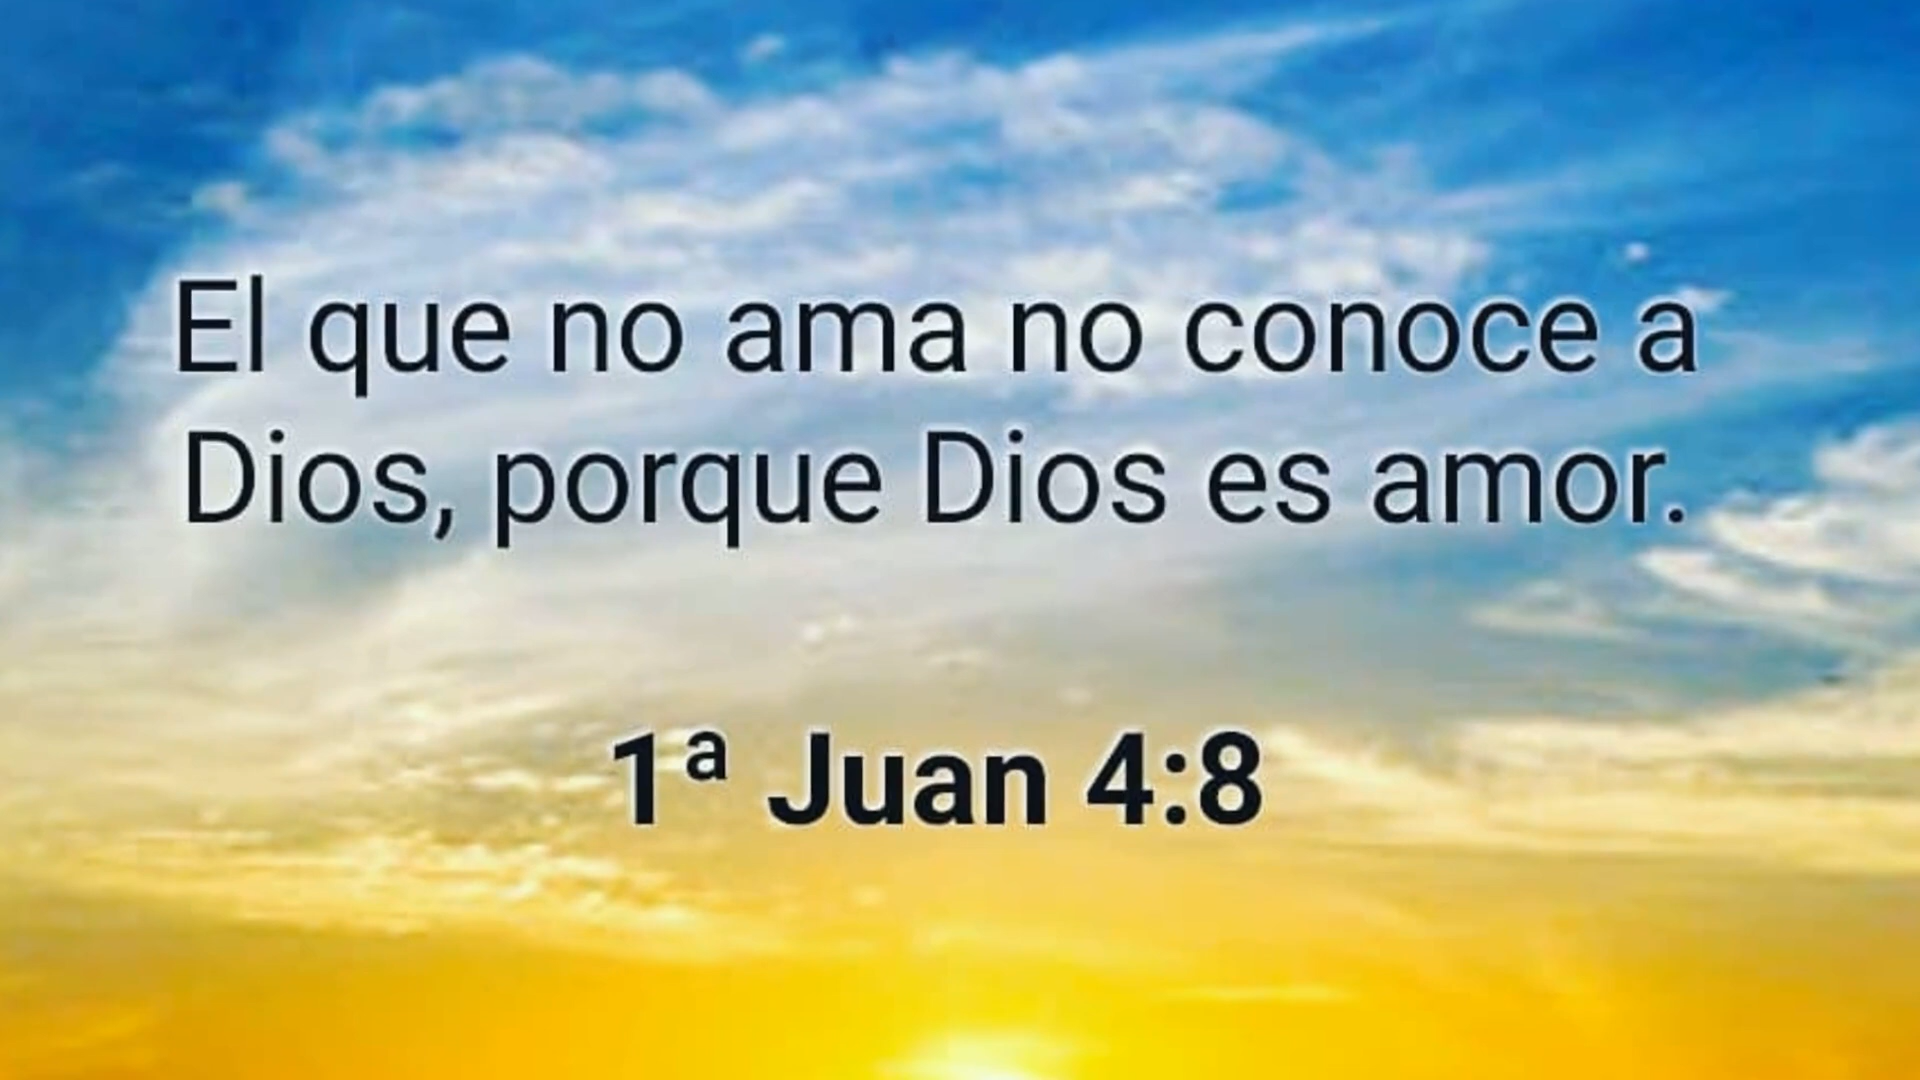 El que no ama no conoce a
Dios, porque Dios es amor.
1ª Juan 4:8